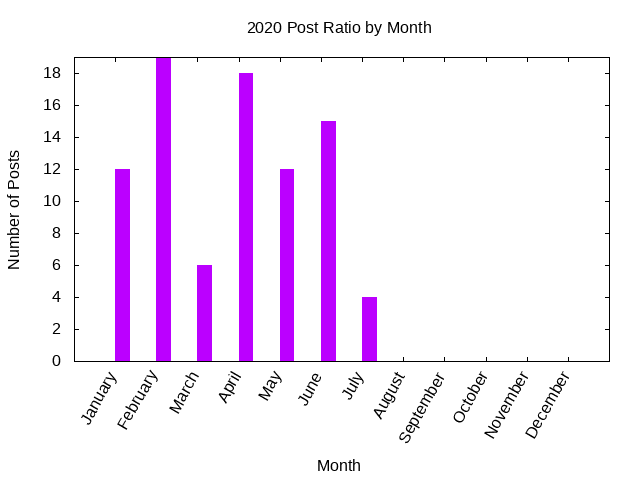 2020 Post Ratio by Month
18
16
14
12
10
8
6
4
2
0
Number of Posts
January
February
March
April
May
June
July
August
September
October
November
December
Month